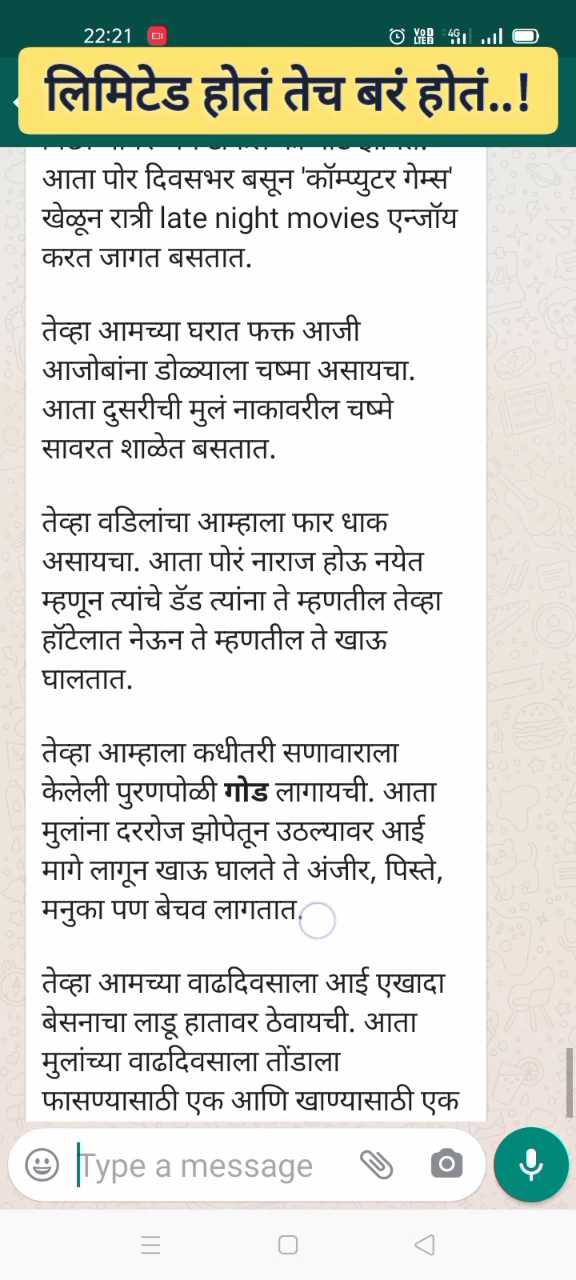 22:21
VoD LTE2 4G
लिमिटेड होतं तेच बरं होतं..!
आता पोर दिवसभर बसून 'कॉम्प्युटर गेम्स'
खेळून रात्री late night movies एन्जॉय
करत जागत बसतात.
तेव्हा आमच्या घरात फक्त आजी
आजोबांना डोळ्याला चष्मा असायचा.
आता दुसरीची मुलं नाकावरील चष्मे
सावरत शाळेत बसतात.
तेव्हा वडिलांचा आम्हाला फार धाक
असायचा. आता पोरं नाराज होऊ नयेत
म्हणून त्यांचे डॅड त्यांना ते म्हणतील तेव्हा
हॉटेलात नेऊन ते म्हणतील ते खाऊ
घालतात.
तेव्हा आम्हाला कधीतरी सणावाराला
केलेली पुरणपोळी गोड लागायची. आता
मुलांना दररोज झोपेतून उठल्यावर आई
मागे लागून खाऊ घालते ते अंजीर, पिस्ते,
मनुका पण बेचव लागतात.
तेव्हा आमच्या वाढदिवसाला आई एखादा
बेसनाचा लाडू हातावर ठेवायची. आता
मुलांच्या वाढदिवसाला तोंडाला
फासण्यासाठी एक आणि खाण्यासाठी एक
Type a message